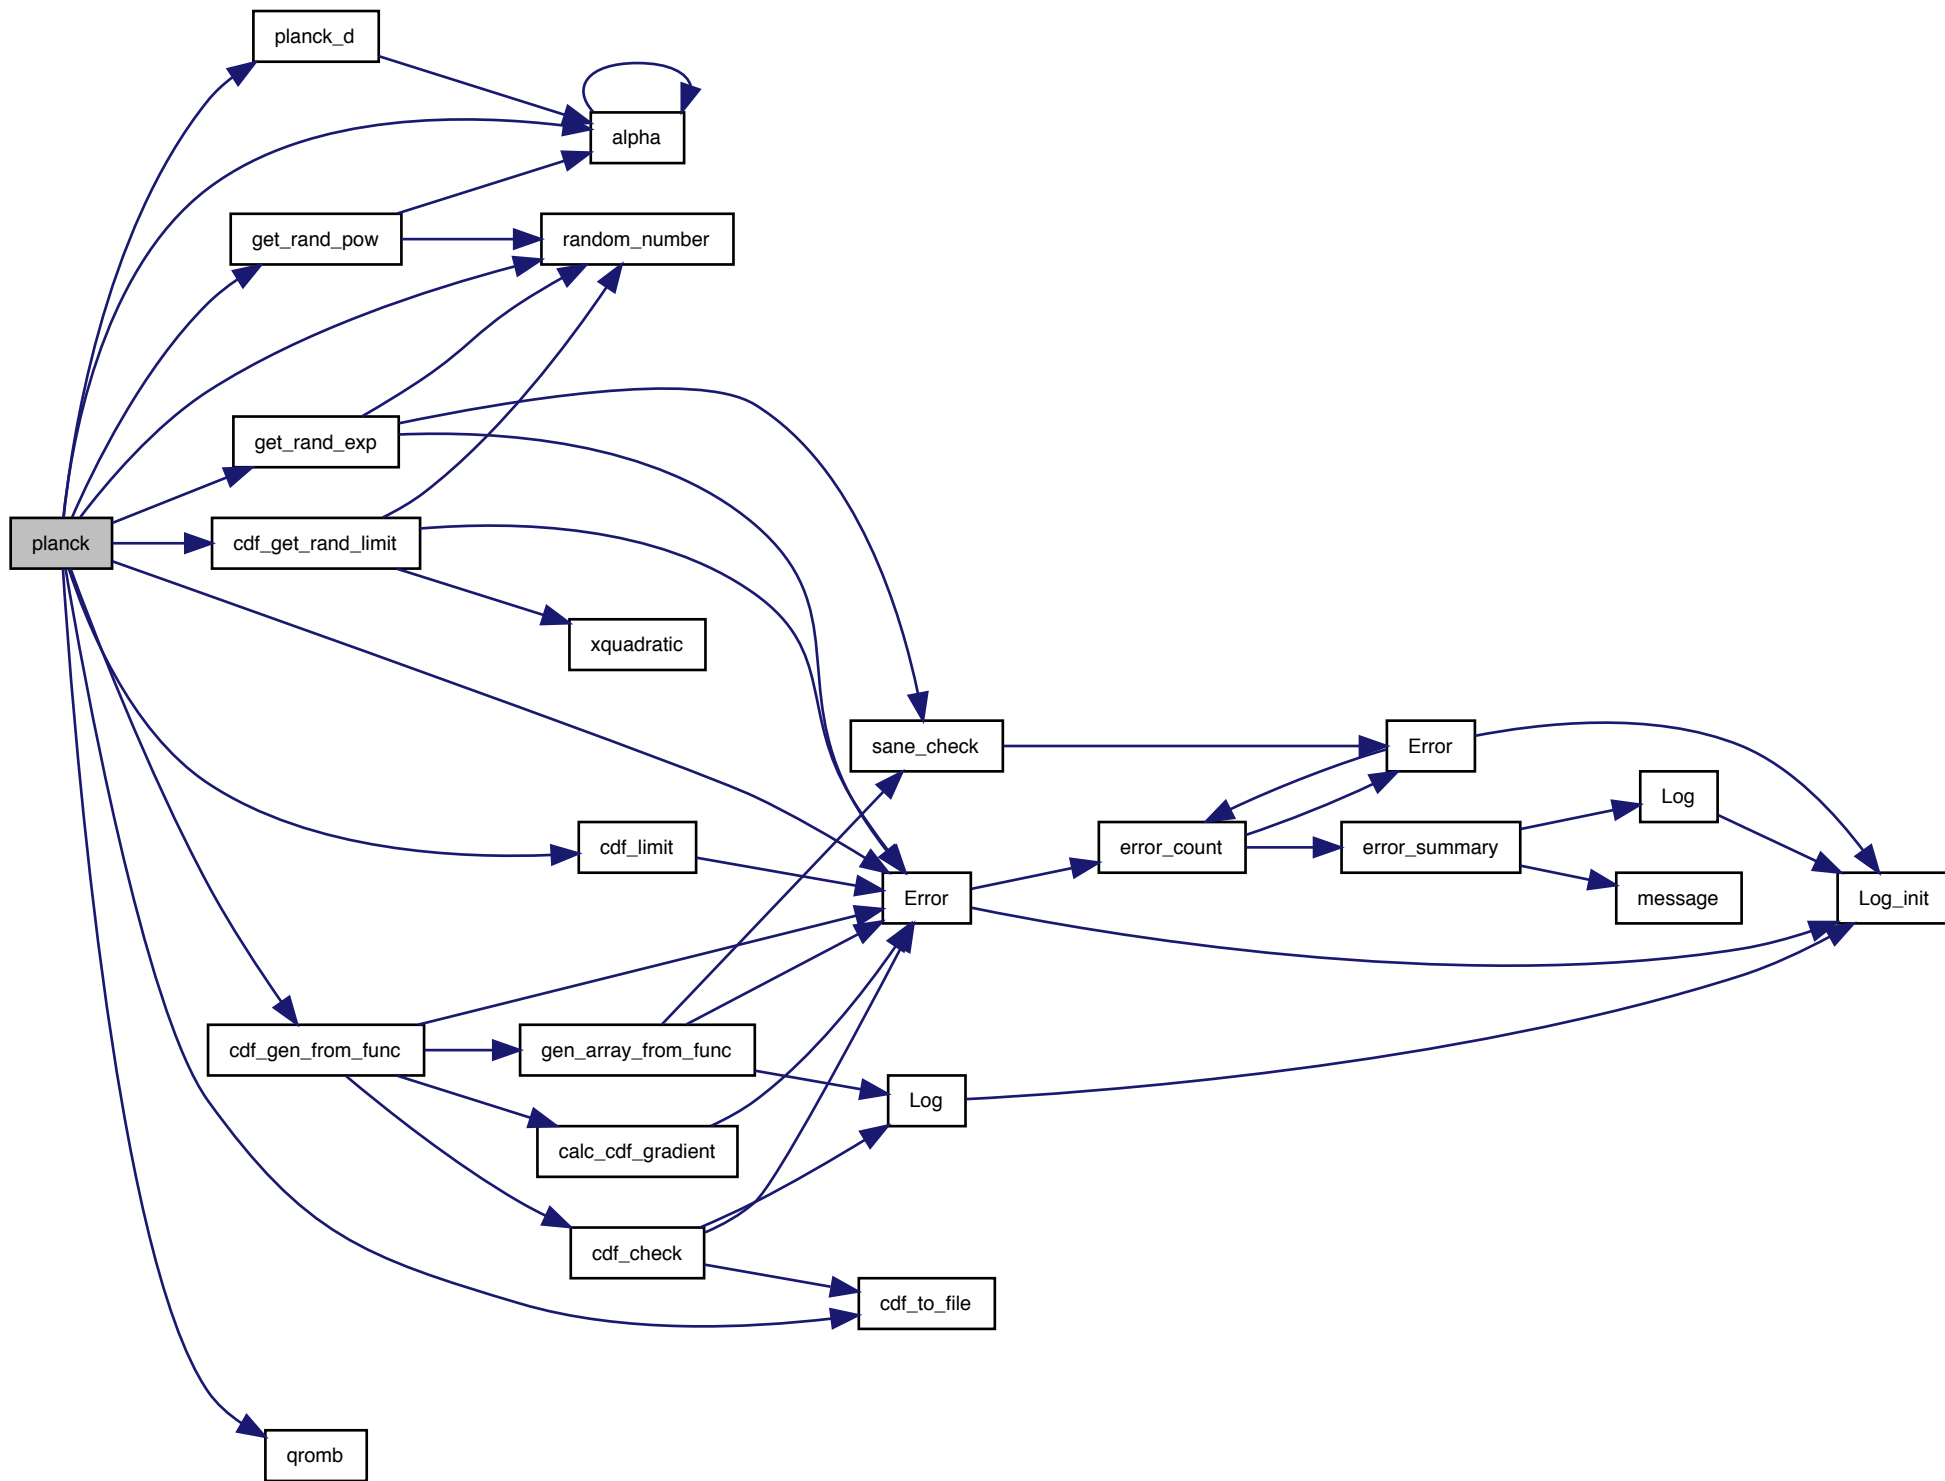 planck_d
alpha
get_rand_pow
random_number
get_rand_exp
planck
cdf_get_rand_limit
xquadratic
sane_check
Error
Log
cdf_limit
error_count
error_summary
Error
message
Log_init
cdf_gen_from_func
gen_array_from_func
Log
calc_cdf_gradient
cdf_check
cdf_to_file
qromb